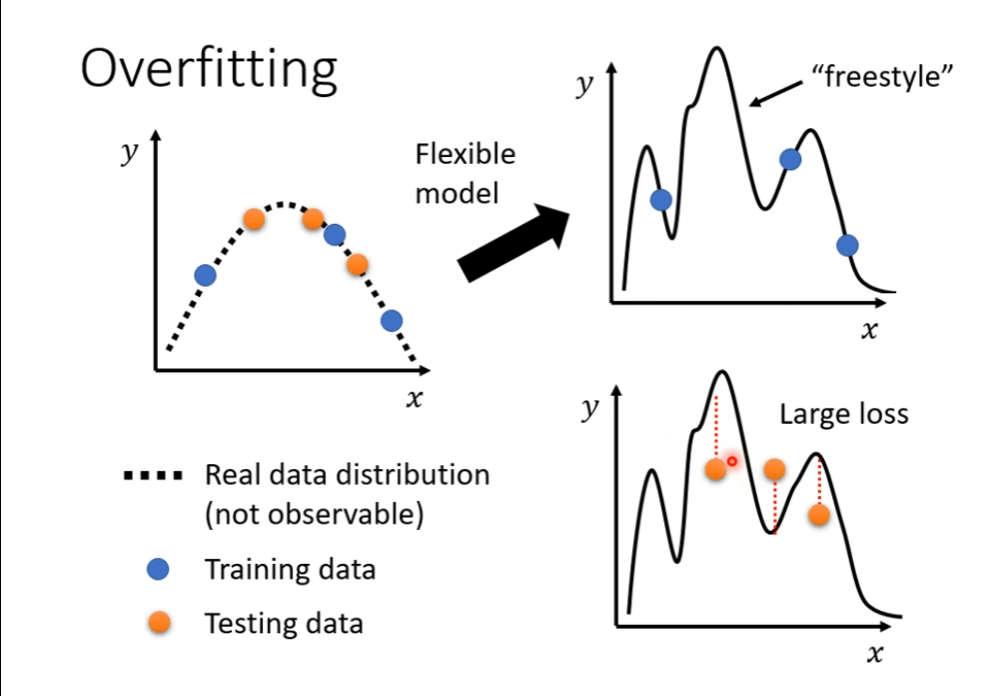 Overfitting
y
x
Flexible
model
y
"freestyle"
x
y
Large loss
x
Real data distribution
(not observable)
Training data
Testing data